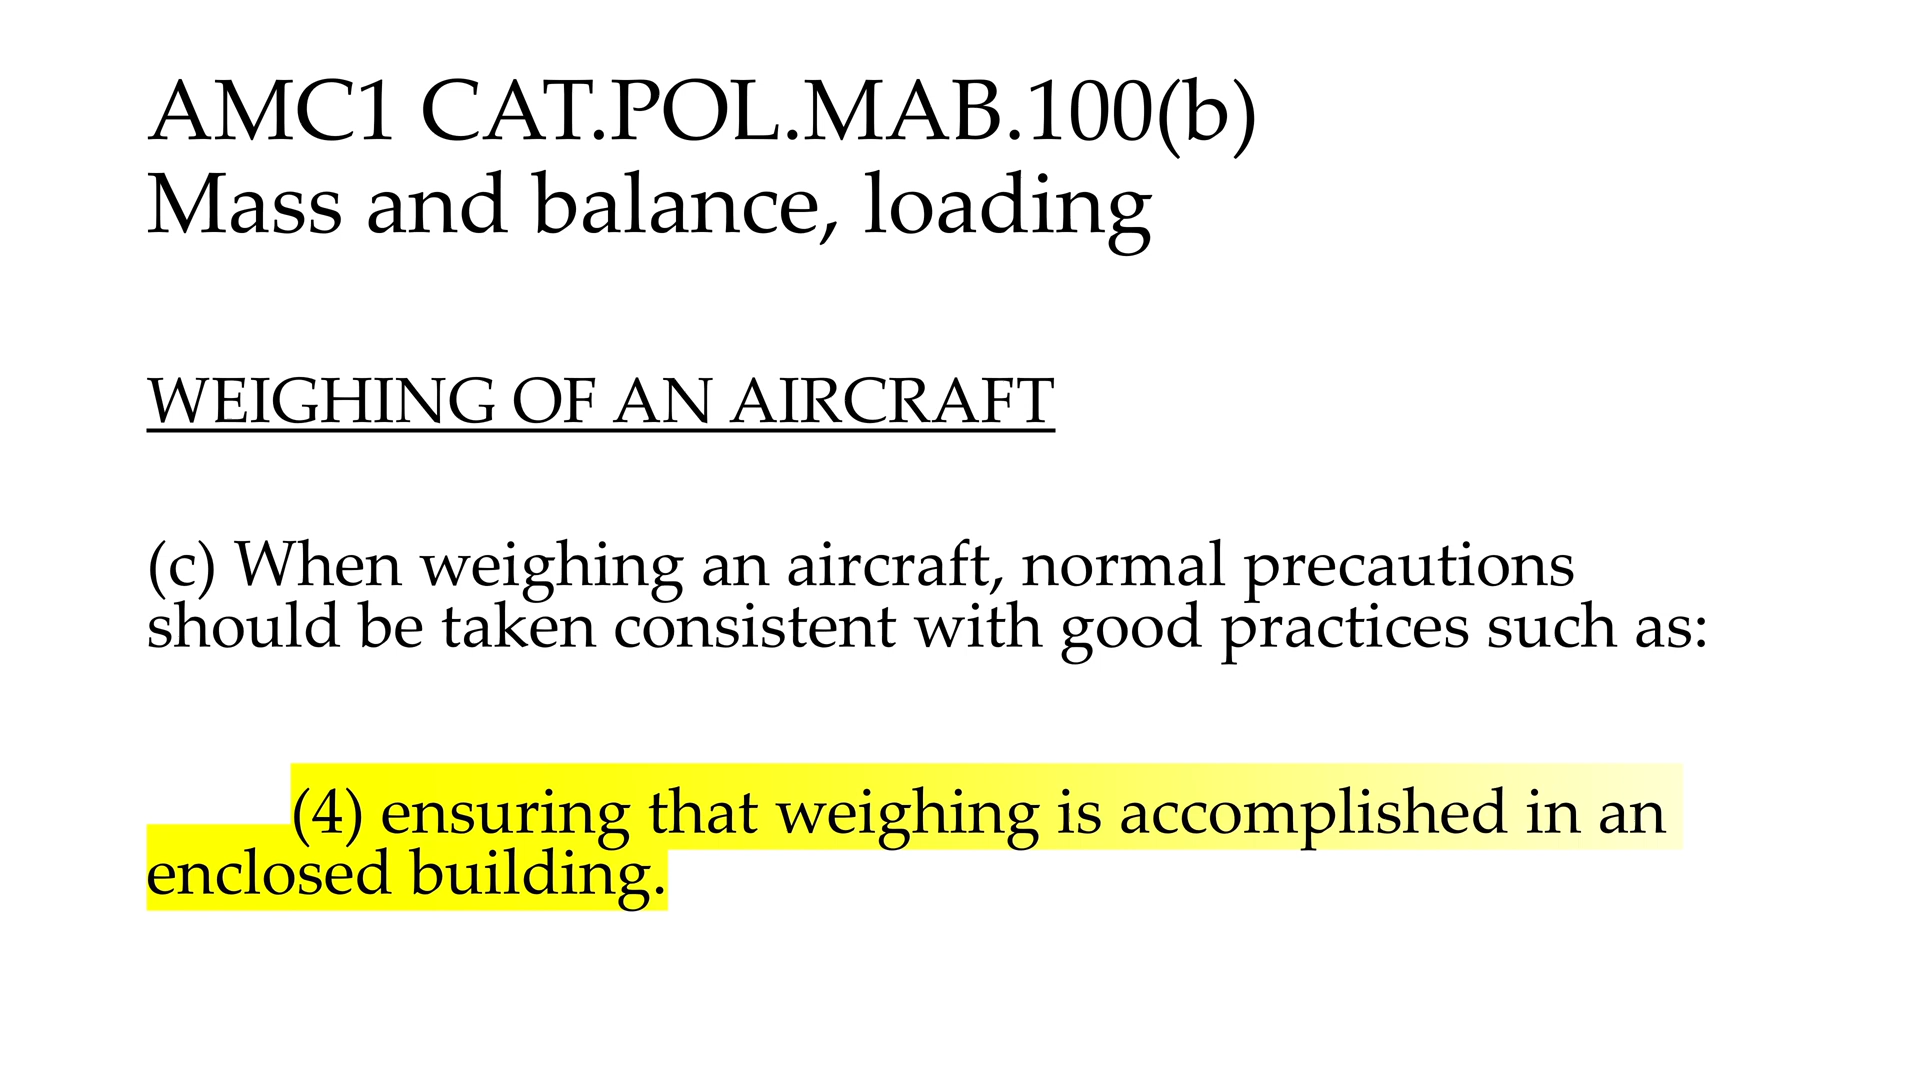 AMC1 CAT.POL.MAB.100(b)
Mass and balance, loading
WEIGHING OF AN AIRCRAFT
(c) When weighing an aircraft, normal precautions
should be taken consistent with good practices such as:
(4) ensuring that weighing is accomplished in an
enclosed building.